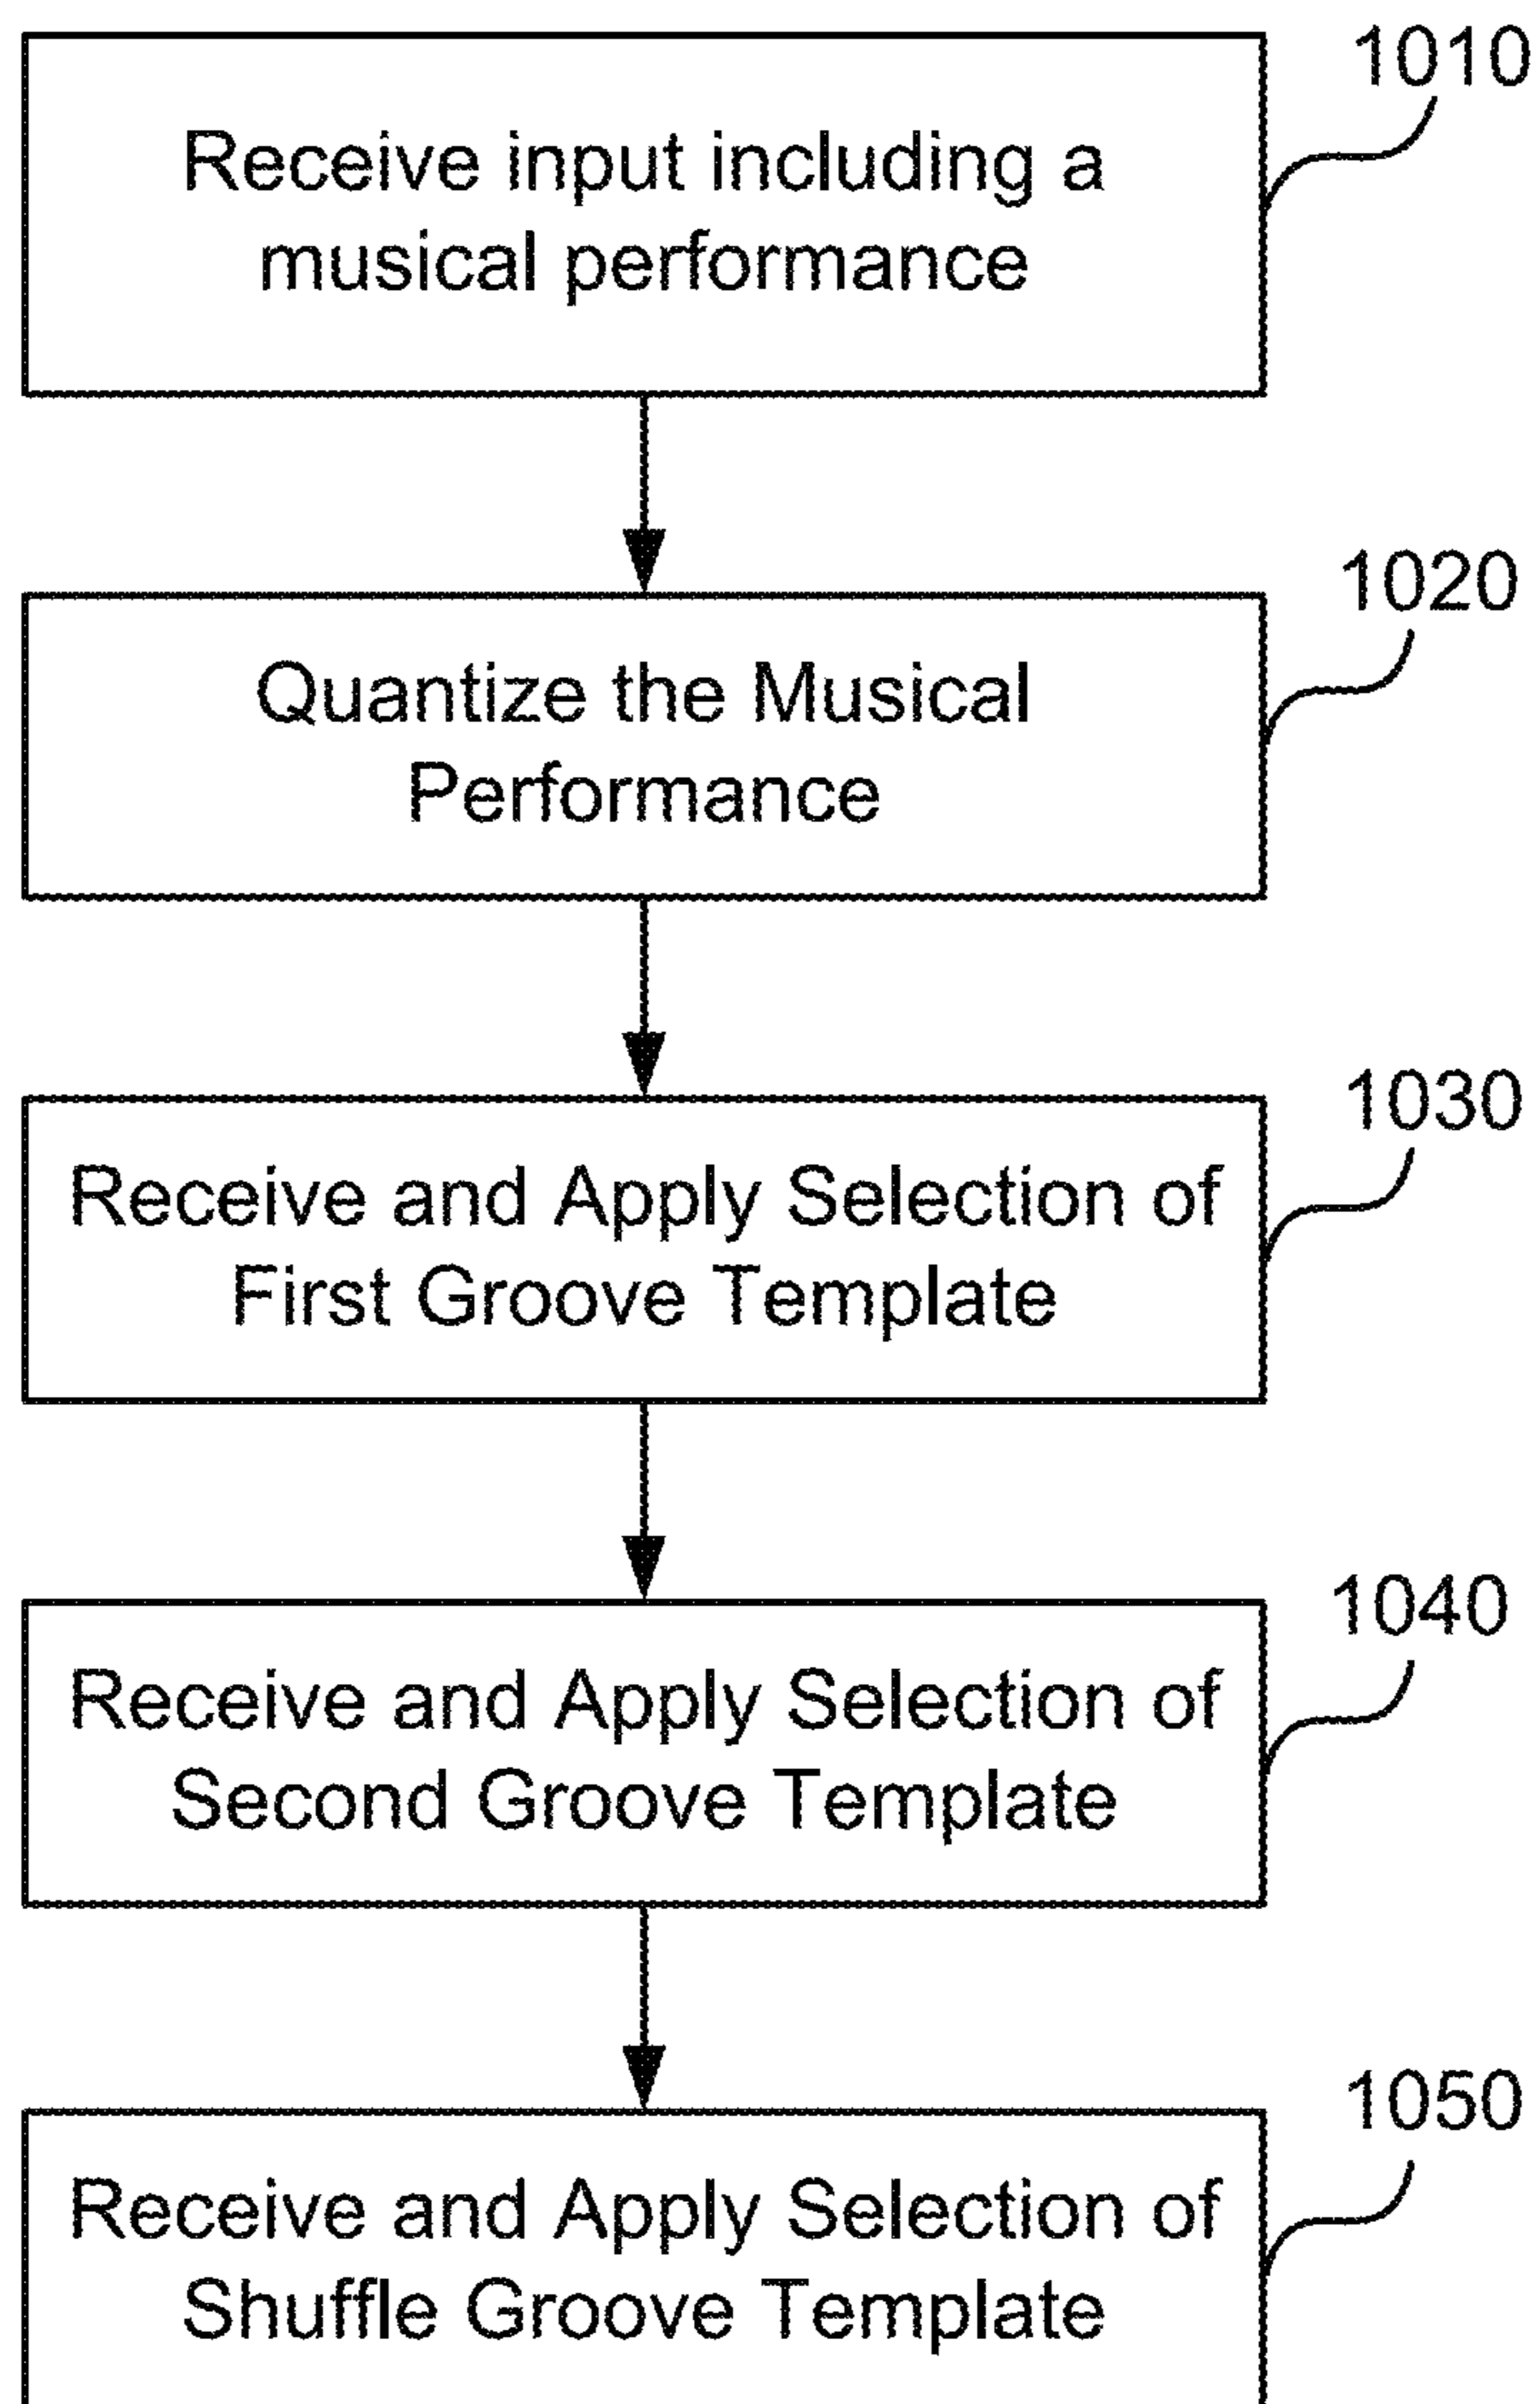 1010
Receive input including a
musical performance
1020
Quantize the Musical
Performance
1030
Receive and Apply Selection of
First Groove Template
1040
Receive and Apply Selection of
Second Groove Template
1050
Receive and Apply Selection of
Shuffle Groove Template